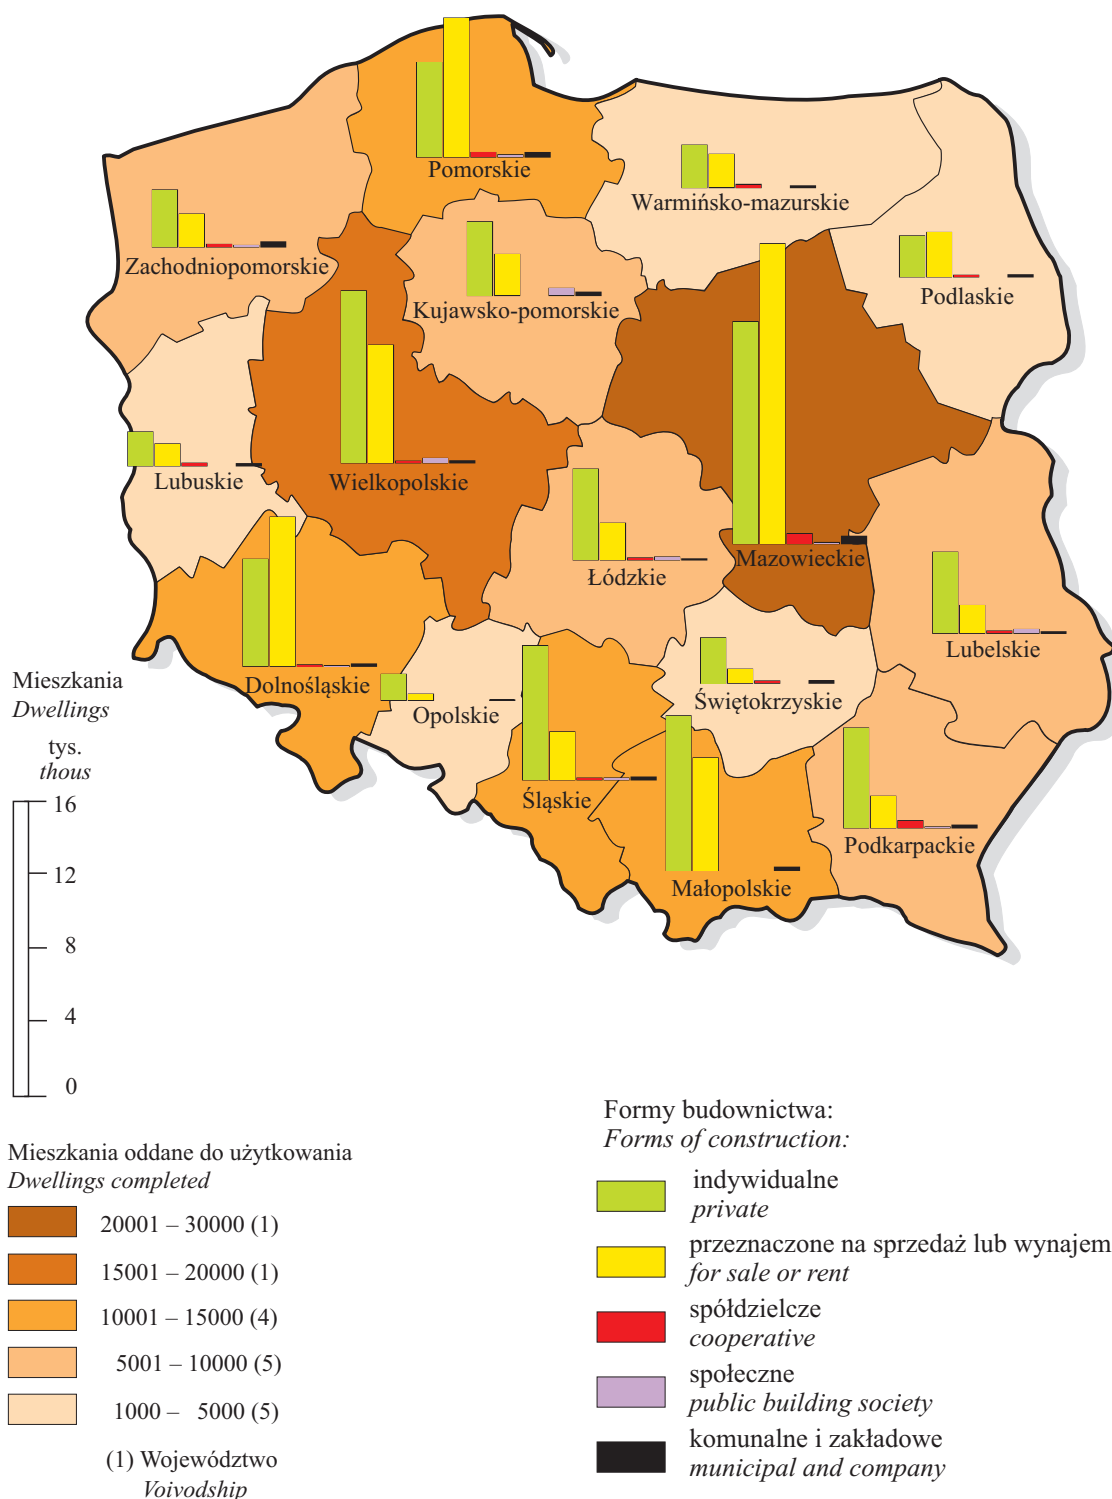 Pomorskie
Warmińsko-mazurskie
Zachodniopomorskie
Podlaskie
Kujawsko-pomorskie
Lubuskie
Wielkopolskie
Mazowieckie
Łódzkie
Lubelskie
Dolnośląskie
Opolskie
Świętokrzyskie
Śląskie
Podkarpackie
Małopolskie
Mieszkania
Dwellings
tys.
thous
16
12
8
4
0
Mieszkania oddane do użytkowania
Dwellings completed
20001 – 30000 (1)
15001 – 20000 (1)
10001 – 15000 (4)
5001 – 10000 (5)
1000 – 5000 (5)
(1) Województwo
Voivodship
Formy budownictwa:
Forms of construction:
indywidualne
private
przeznaczone na sprzedaż lub wynajem
for sale or rent
spółdzielcze
cooperative
społeczne
public building society
komunalne i zakładowe
municipal and company